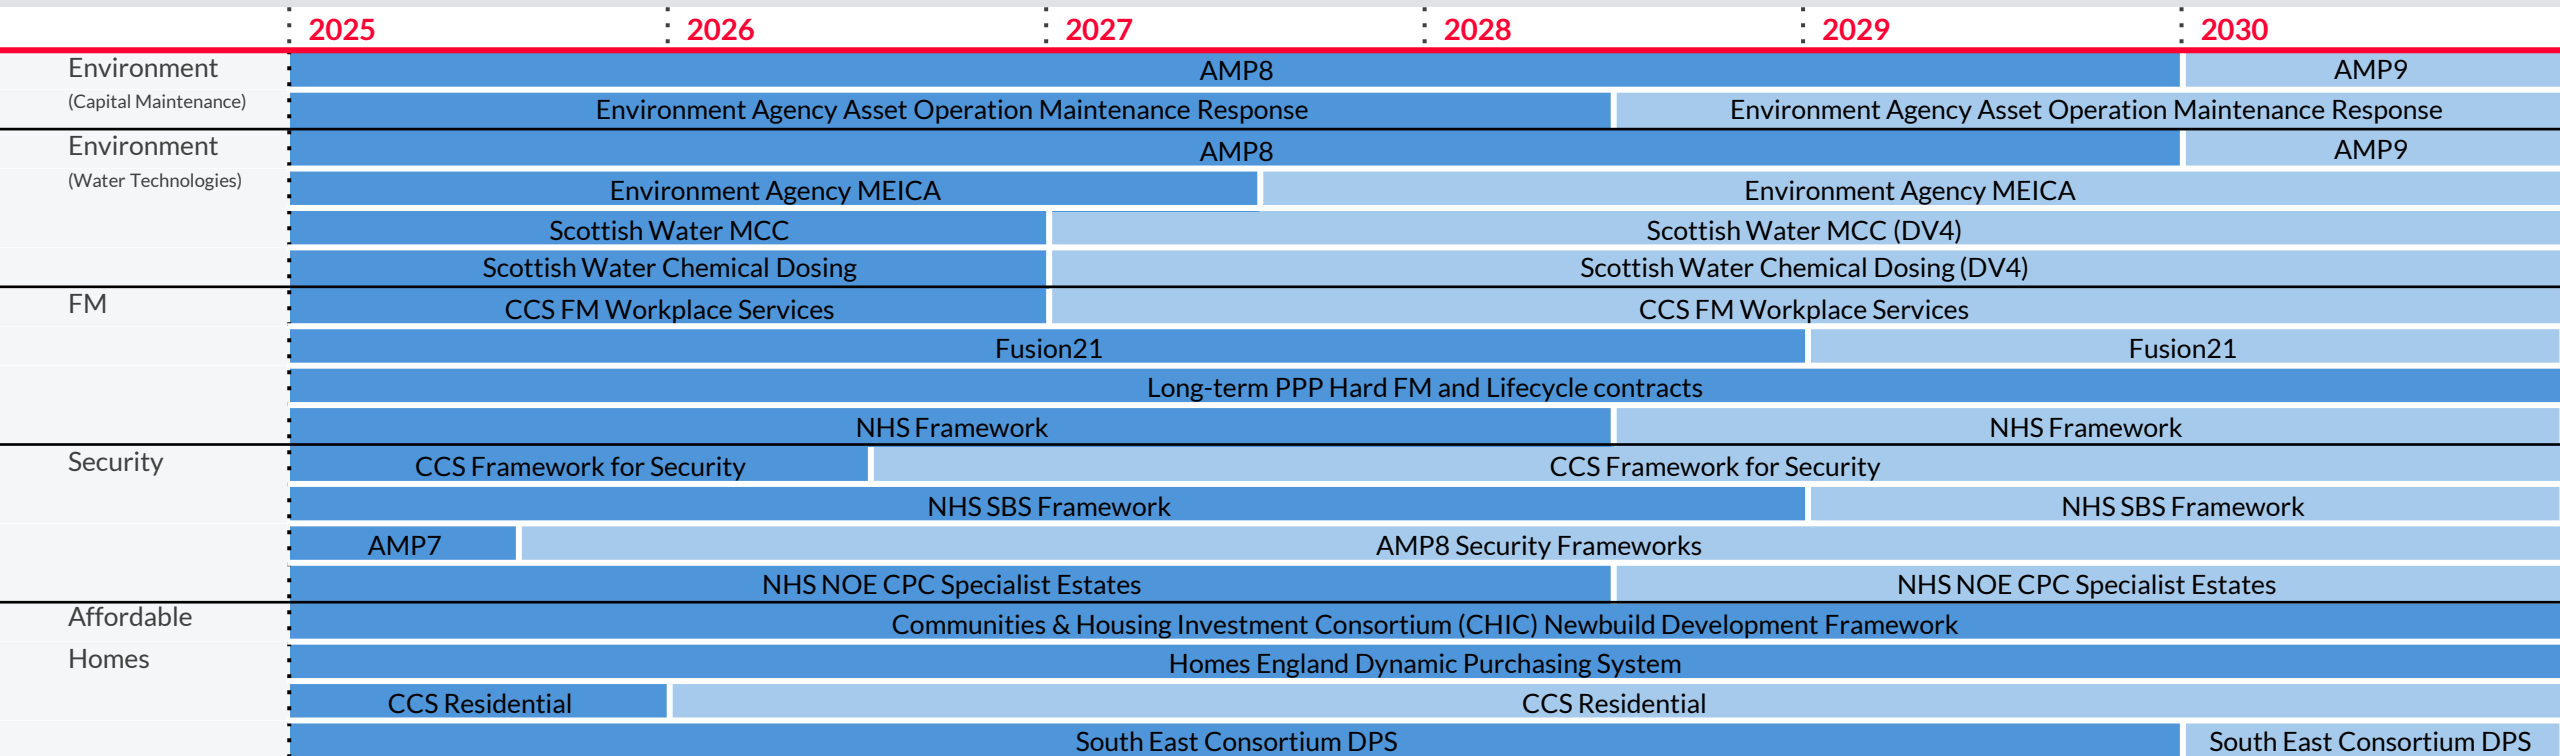 2025 2026 2027 2028 2029 2030
Environment AMP8 AMP9
(Capital Maintenance) Environment Agency Asset Operation Maintenance Response Environment Agency Asset Operation Maintenance Response
Environment AMP8 AMP9
(Water Technologies) Environment Agency MEICA Environment Agency MEICA
Scottish Water MCC Scottish Water MCC (DV4)
Scottish Water Chemical Dosing Scottish Water Chemical Dosing (DV4)
FM CCS FM Workplace Services CCS FM Workplace Services
Fusion21 Fusion21
Long-term PPP Hard FM and Lifecycle contracts
NHS Framework NHS Framework
Security CCS Framework for Security CCS Framework for Security
NHS SBS Framework NHS SBS Framework
AMP7 AMP8 Security Frameworks
NHS NOE CPC Specialist Estates NHS NOE CPC Specialist Estates
Affordable Communities & Housing Investment Consortium (CHIC) Newbuild Development Framework
Homes Homes England Dynamic Purchasing System
CCS Residential CCS Residential
South East Consortium DPS South East Consortium DPS